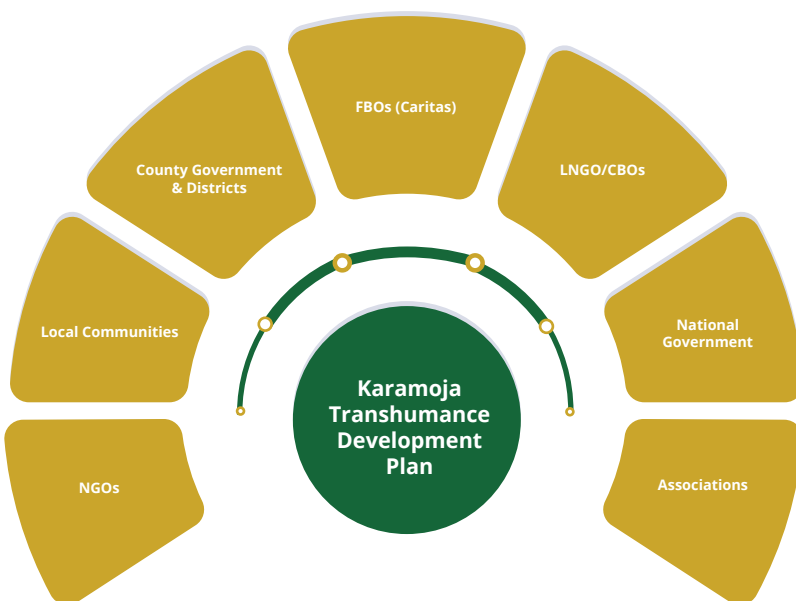 FBOs (Caritas)
County Government
& Districts
LNGO/CBOs
Local Communities
National
Government
Karamoja
Transhumance
Development
Plan
NGOs
Associations